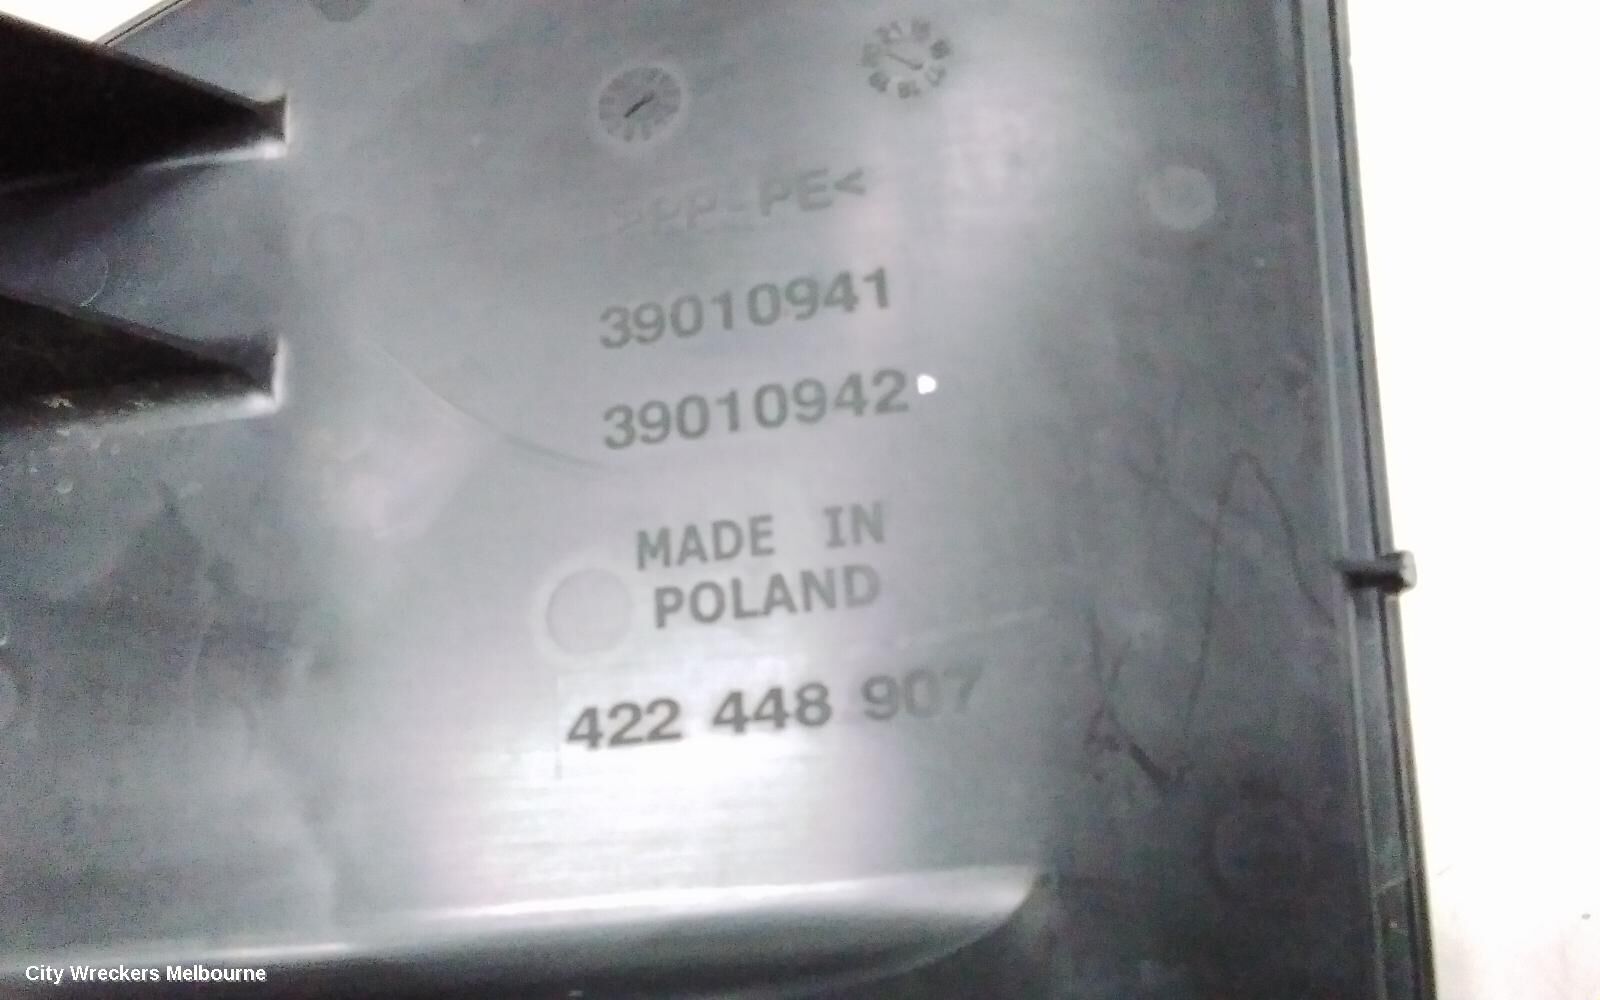 >PP-PE<
39010941
39010942
MADE IN
POLAND
422 448 907
City Wreckers Melbourne